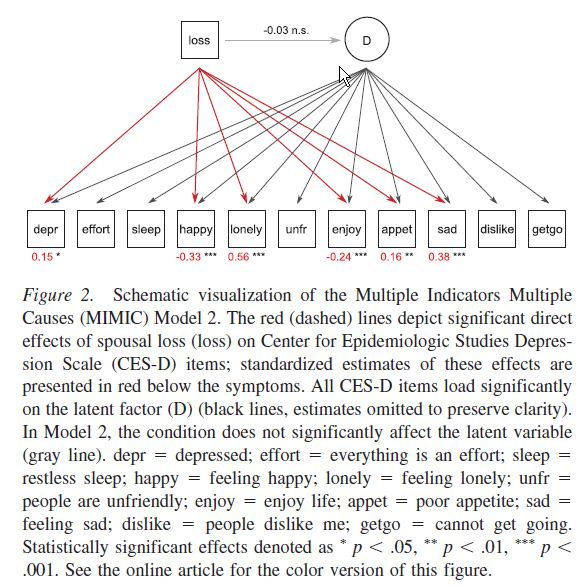 -0.03 n.s.
loss
D
depr effort sleep happy lonely unfr enjoy appet sad dislike getgo
0.15 * -0.33 *** 0.56 *** -0.24 *** 0.16 ** 0.38 ***
Figure 2. Schematic visualization of the Multiple Indicators Multiple
Causes (MIMIC) Model 2. The red (dashed) lines depict significant direct
effects of spousal loss (loss) on Center for Epidemiologic Studies Depres-
sion Scale (CES-D) items; standardized estimates of these effects are
presented in red below the symptoms. All CES-D items load significantly
on the latent factor (D) (black lines, estimates omitted to preserve clarity).
In Model 2, the condition does not significantly affect the latent variable
(gray line). depr = depressed; effort = everything is an effort; sleep =
restless sleep; happy = feeling happy; lonely = feeling lonely; unfr =
people are unfriendly; enjoy = enjoy life; appet = poor appetite; sad =
feeling sad; dislike = people dislike me; getgo = cannot get going.
Statistically significant effects denoted as * p < .05, ** p < .01, *** p <
.001. See the online article for the color version of this figure.